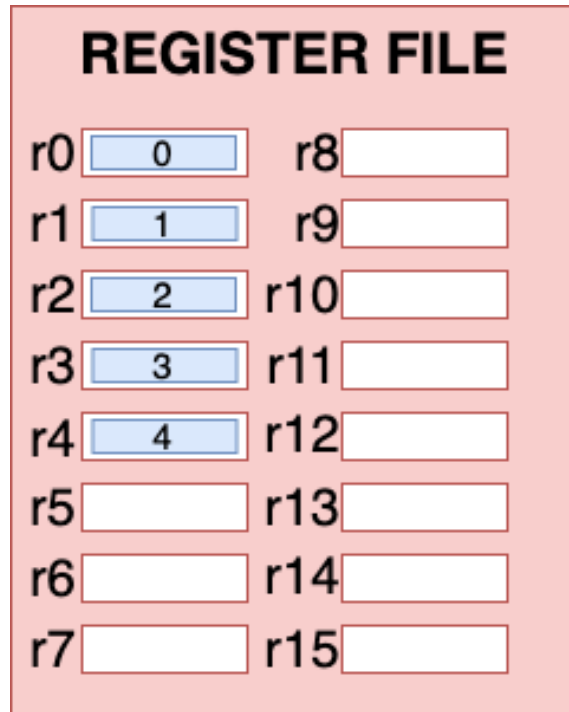 REGISTER FILE
r0 0 r8
r1 1 r9
r2 2 r10
r3 3 r11
r4 4 r12
r5 r13
r6 r14
r7 r15